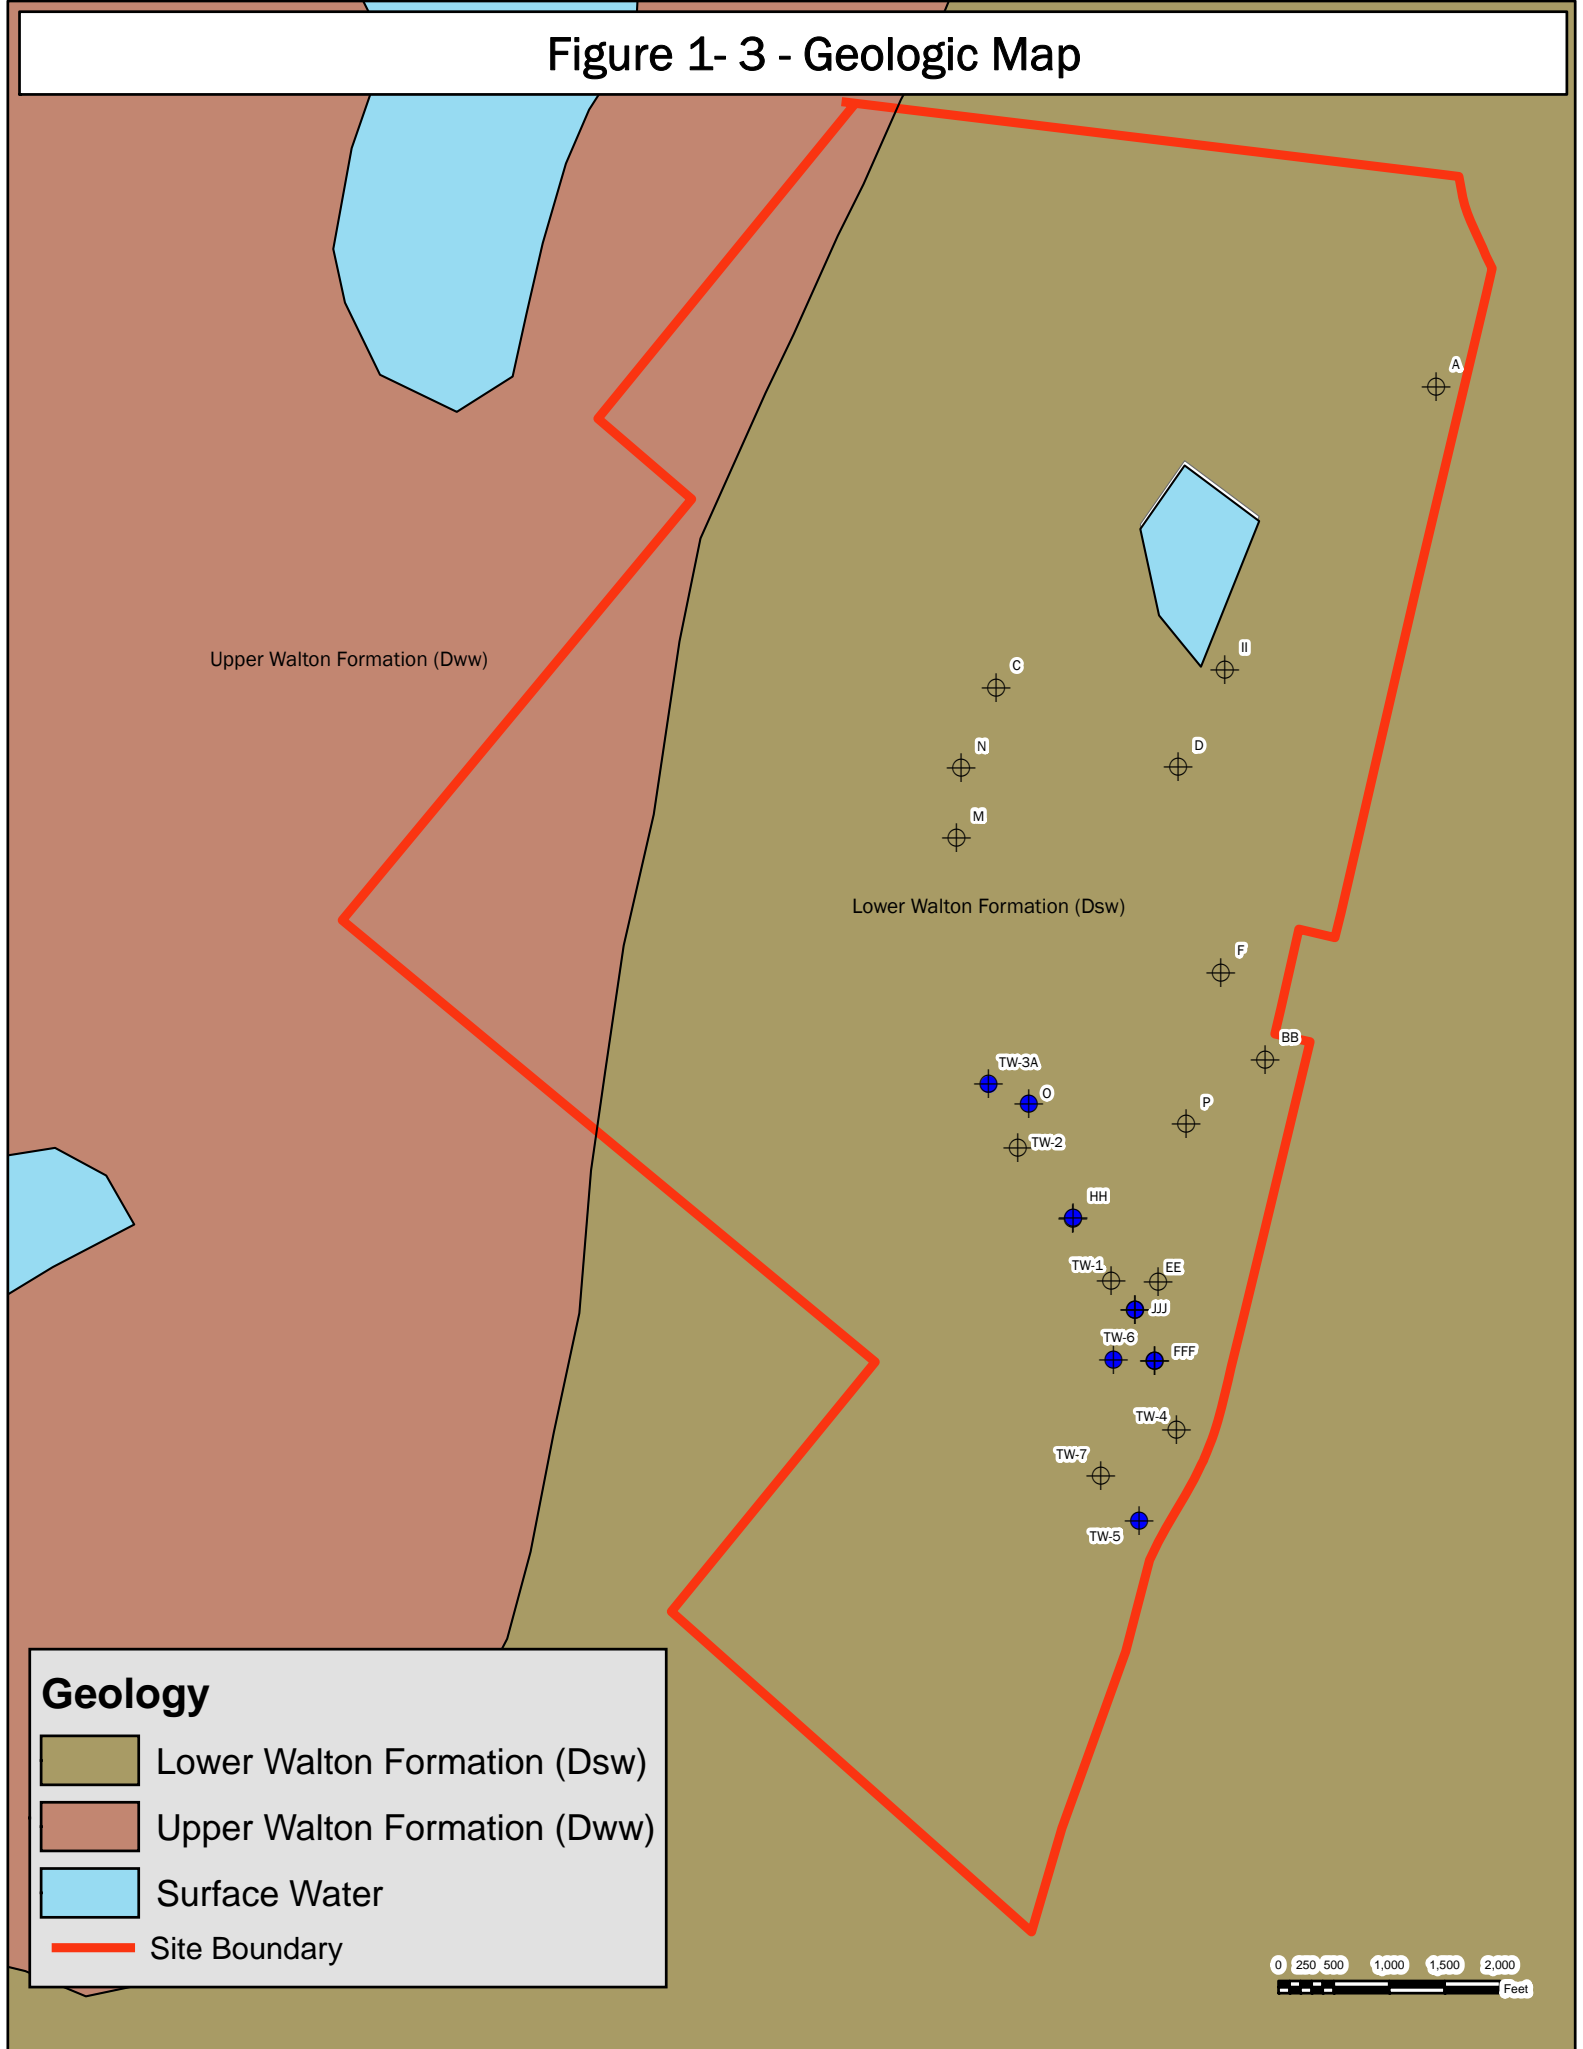 Figure 1- 3 - Geologic Map
A
II
C
D
N
M
Upper Walton Formation (Dww)
Lower Walton Formation (Dsw)
F
BB
TW-3A
O
P
TW-2
HH
TW-1
EE
JJJ
TW-6
FFF
TW-4
TW-7
TW-5
Geology
Lower Walton Formation (Dsw)
Upper Walton Formation (Dww)
Surface Water
Site Boundary
0 250 500 1,000 1,500 2,000
Feet